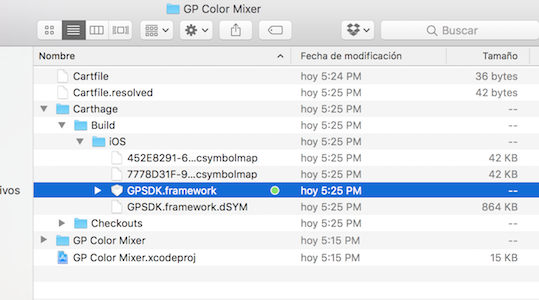 GP Color Mixer
Buscar
Nombre Fecha de modificación Tamaño
Cartfile hoy 5:24 PM 36 bytes
Cartfile.resolved hoy 5:25 PM 42 bytes
Carthage hoy 5:25 PM --
Build hoy 5:25 PM --
iOS hoy 5:25 PM --
452E8291-6...csymbolmap hoy 5:25 PM 42 KB
7778D31F-9...csymbolmap hoy 5:25 PM 42 KB
ivos
GPSDK.framework hoy 5:25 PM --
GPSDK.framework.dSYM hoy 5:25 PM 864 KB
Checkouts hoy 5:25 PM --
GP Color Mixer hoy 5:15 PM --
GP Color Mixer.xcodeproj hoy 5:15 PM 15 KB